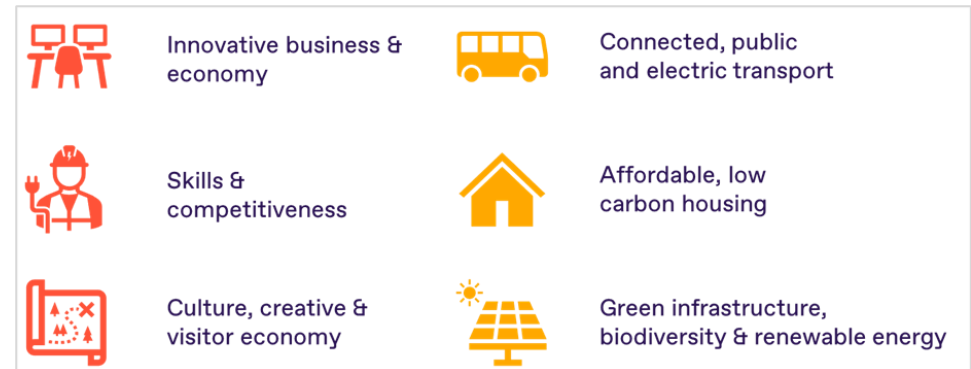 Innovative business &
economy
Connected, public
and electric transport
Skills &
competitiveness
Affordable, low
carbon housing
Culture, creative &
visitor economy
Green infrastructure,
biodiversity & renewable energy